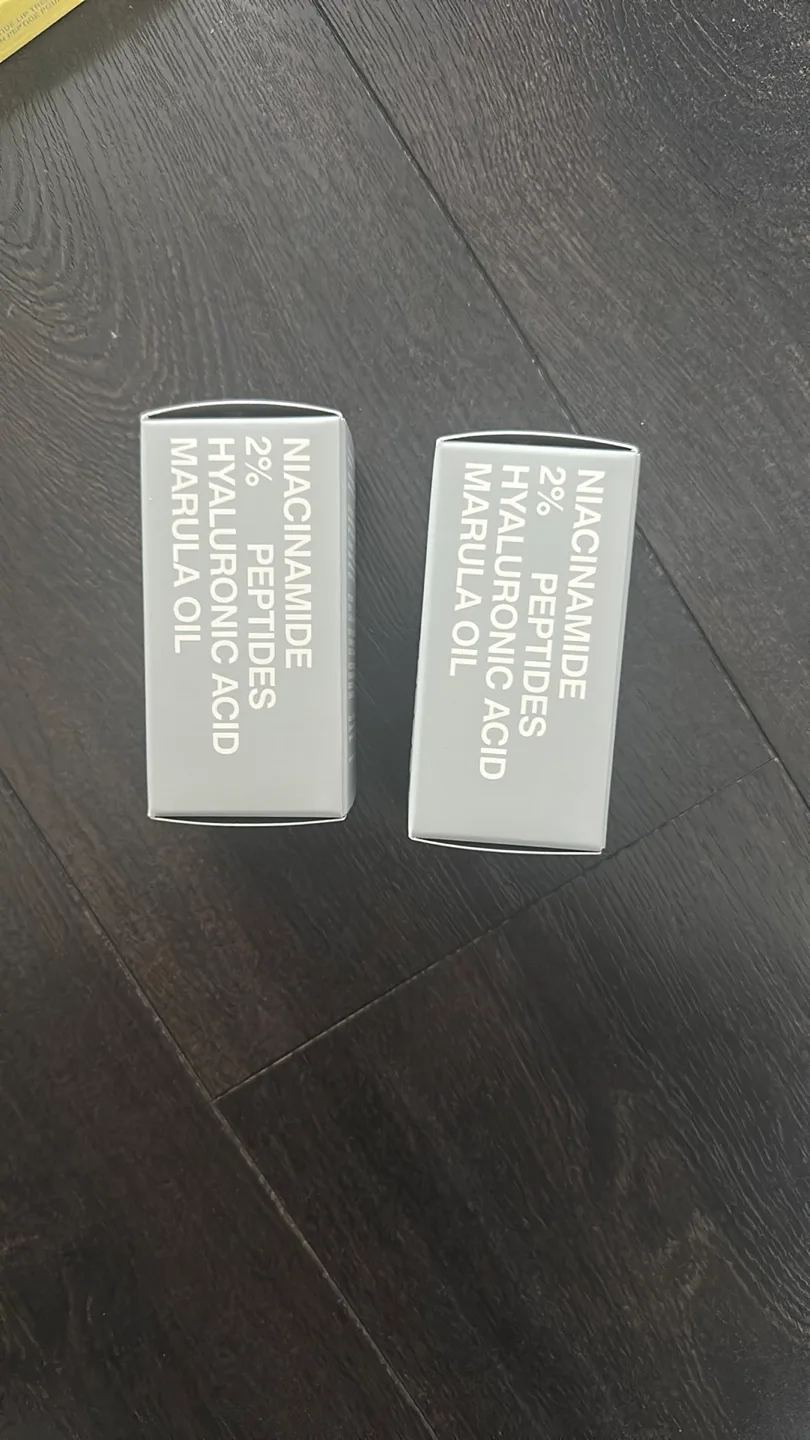 NIACINAMIDE
2% PEPTIDES
HYALURONIC ACID
MARULA OIL
NIACINAMIDE
2% PEPTIDES
HYALURONIC ACID
MARULA OIL